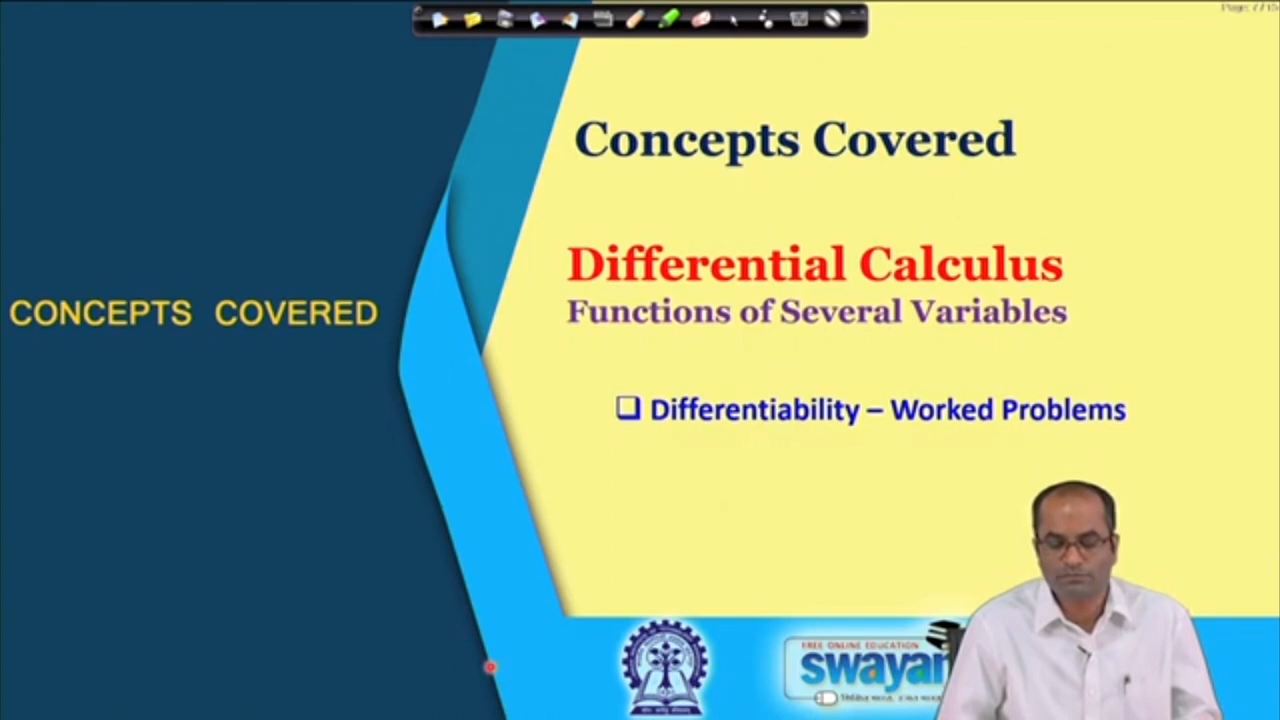 Concepts Covered
Differential Calculus
Functions of Several Variables
CONCEPTS COVERED
❑ Differentiability – Worked Problems
FREE ONLINE EDUCATION
swayam